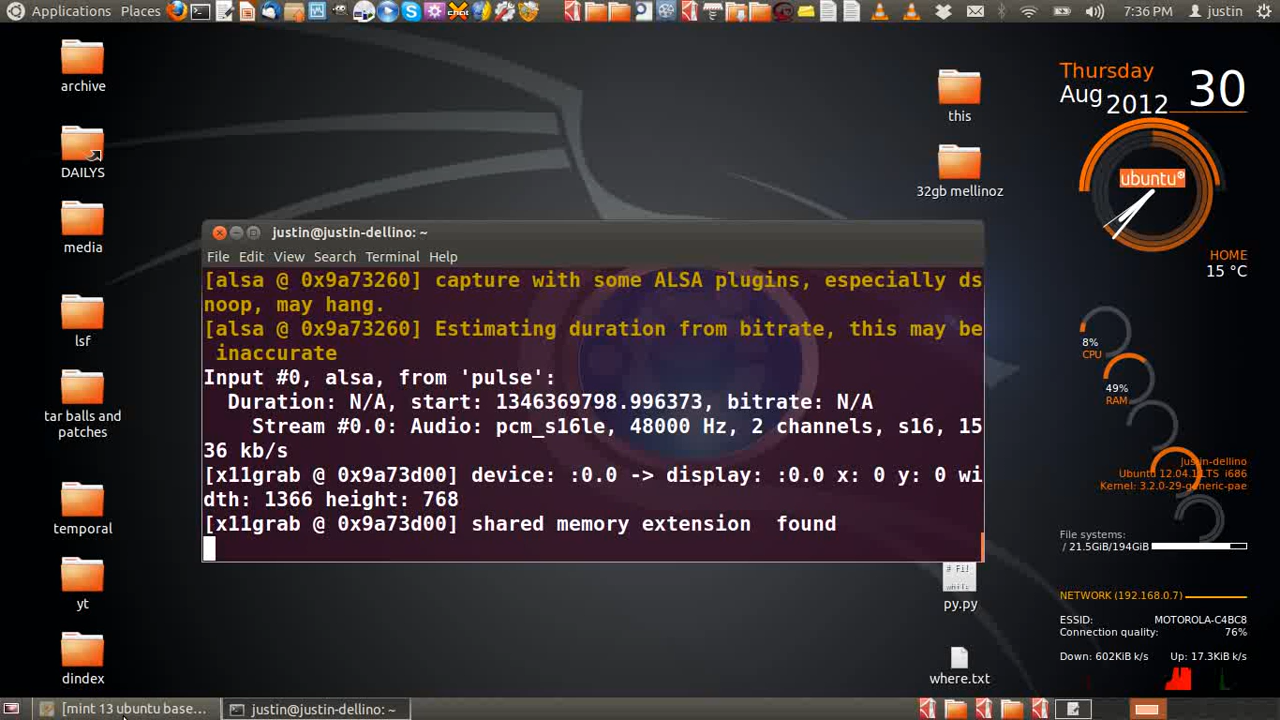 Applications Places
7:36 PM justin
archive
DAILYS
media
lsf
tar balls and
patches
temporal
yt
dindex
this
32gb mellinoz
# Fil
while
py.py
where.txt
justin@justin-dellino: ~
File Edit View Search Terminal Help
[alsa @ 0x9a73260] capture with some ALSA plugins, especially ds
noop, may hang.
[alsa @ 0x9a73260] Estimating duration from bitrate, this may be
inaccurate
Input #0, alsa, from 'pulse':
Duration: N/A, start: 1346369798.996373, bitrate: N/A
Stream #0.0: Audio: pcm_s16le, 48000 Hz, 2 channels, s16, 15
36 kb/s
[x11grab @ 0x9a73d00] device: :0.0 -> display: :0.0 x: 0 y: 0 wi
dth: 1366 height: 768
[x11grab @ 0x9a73d00] shared memory extension  found
Thursday
Aug 2012 30
ubuntu®
HOME
15 °C
8%
CPU
49%
RAM
Justin-dellino
Ubuntu 12.04.1 LTS i686
Kernel: 3.2.0-29-generic-pae
File systems:
/ 21.5GiB/194GiB
NETWORK (192.168.0.7)
ESSID: MOTOROLA-C4BC8
Connection quality: 76%
Down: 602KiB/s Up: 17.3KiB/s
[mint 13 ubuntu base... justin@justin-dellino: ~